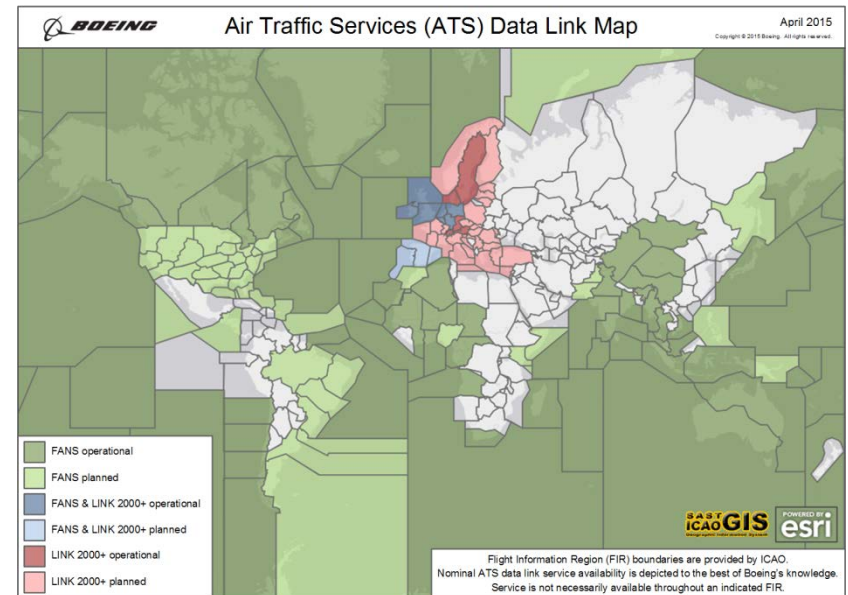 BOEING
Air Traffic Services (ATS) Data Link Map
April 2015
Copyright © 2015 Boeing. All rights reserved.
FANS operational
FANS planned
FANS & LINK 2000+ operational
FANS & LINK 2000+ planned
LINK 2000+ operational
LINK 2000+ planned
SAST
ICAO GIS
Geographic Information System
POWERED BY
esri
Flight Information Region (FIR) boundaries are provided by ICAO.
Nominal ATS data link service availability is depicted to the best of Boeing's knowledge.
Service is not necessarily available throughout an indicated FIR.